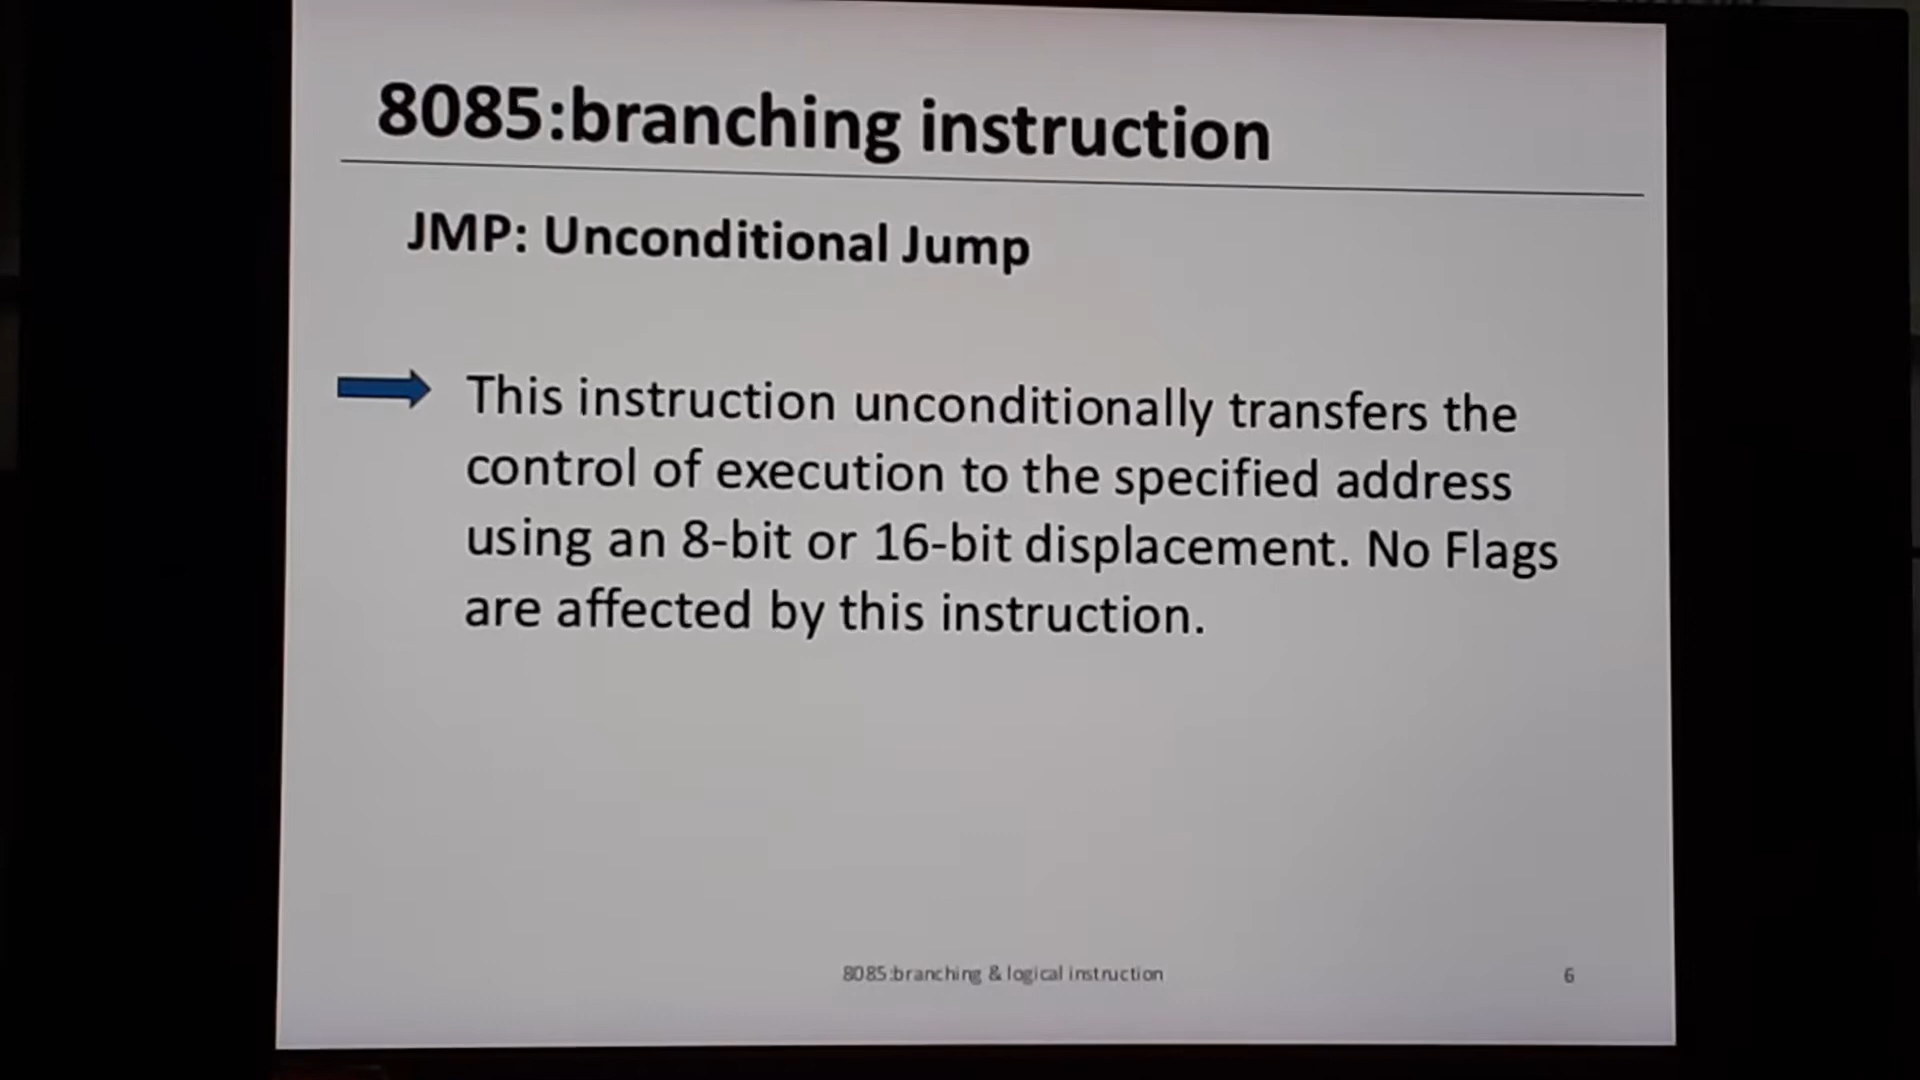 8085:branching instruction
JMP: Unconditional Jump
This instruction unconditionally transfers the
control of execution to the specified address
using an 8-bit or 16-bit displacement. No Flags
are affected by this instruction.
8085:branching & logical instruction
6